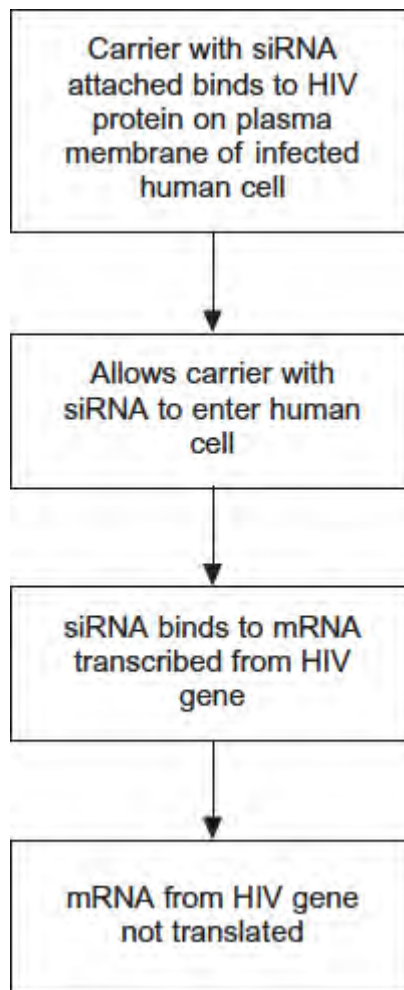 Carrier with siRNA
attached binds to HIV
protein on plasma
membrane of infected
human cell
Allows carrier with
siRNA to enter human
cell
siRNA binds to mRNA
transcribed from HIV
gene
mRNA from HIV gene
not translated